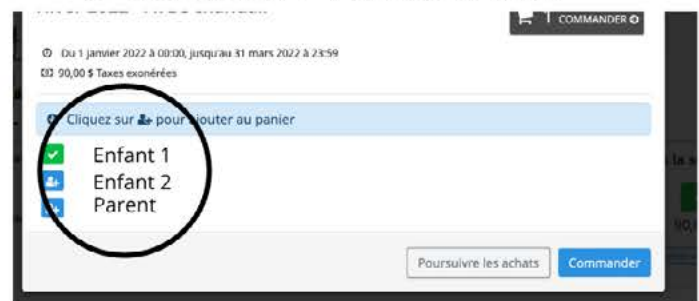 1 COMMANDER
Du 1 janvier 2022 à 00:00, jusqu'au 31 mars 2022 à 23:59
90,00 $ Taxes exonérées
Cliquez sur pour ajouter au panier
Enfant 1
Enfant 2
Parent
Poursuivre les achats
Commander